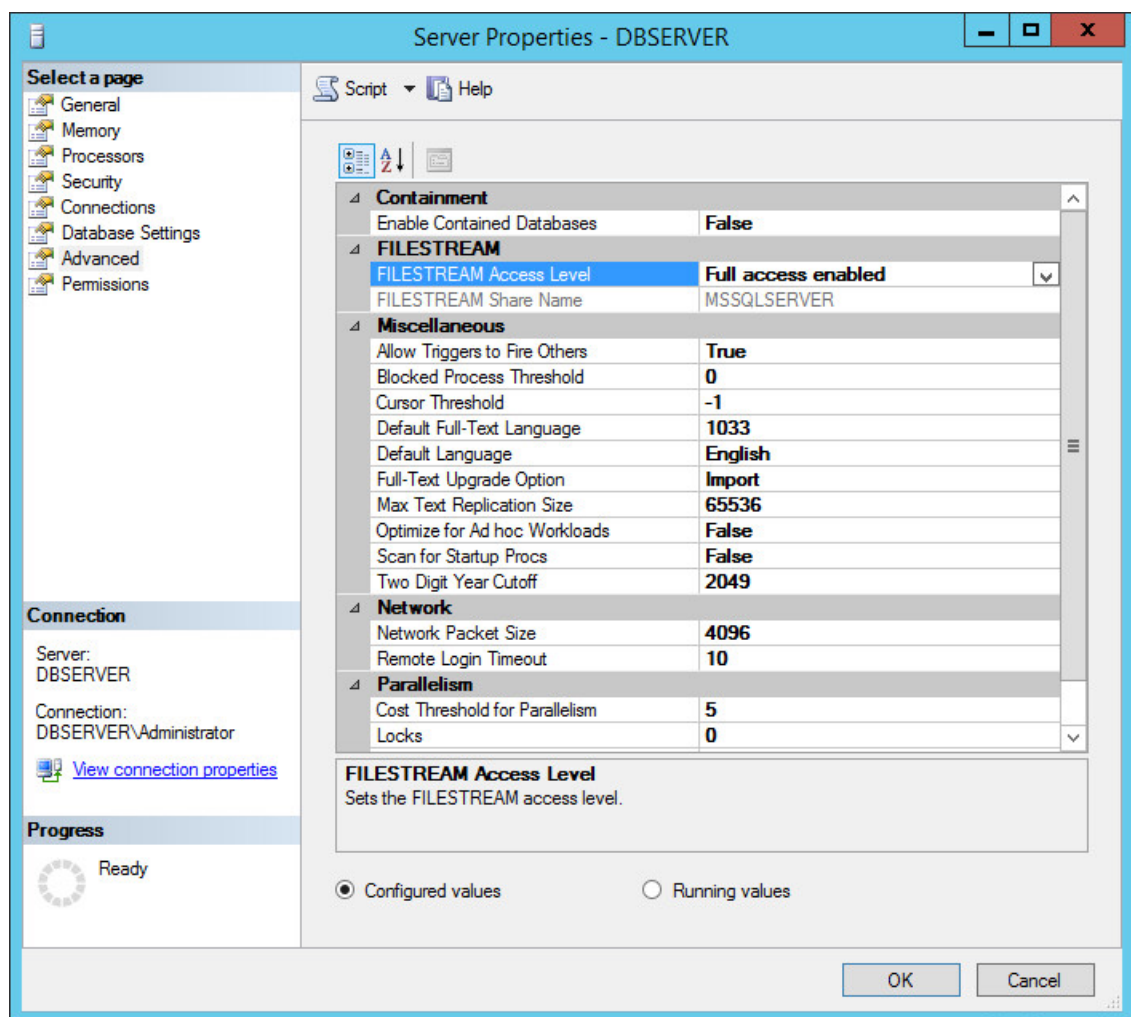 Server Properties - DBSERVER
Select a page
General
Memory
Processors
Security
Connections
Database Settings
Advanced
Permissions
Connection
Server:
DBSERVER
Connection:
DBSERVER\Administrator
View connection properties
Progress
Ready
Script Help
Containment
Enable Contained Databases False
FILESTREAM
FILESTREAM Access Level Full access enabled
FILESTREAM Share Name MSSQLSERVER
Miscellaneous
Allow Triggers to Fire Others True
Blocked Process Threshold 0
Cursor Threshold -1
Default Full-Text Language 1033
Default Language English
Full-Text Upgrade Option Import
Max Text Replication Size 65536
Optimize for Ad hoc Workloads False
Scan for Startup Procs False
Two Digit Year Cutoff 2049
Network
Network Packet Size 4096
Remote Login Timeout 10
Parallelism
Cost Threshold for Parallelism 5
Locks 0
FILESTREAM Access Level
Sets the FILESTREAM access level.
Configured values Running values
OK Cancel